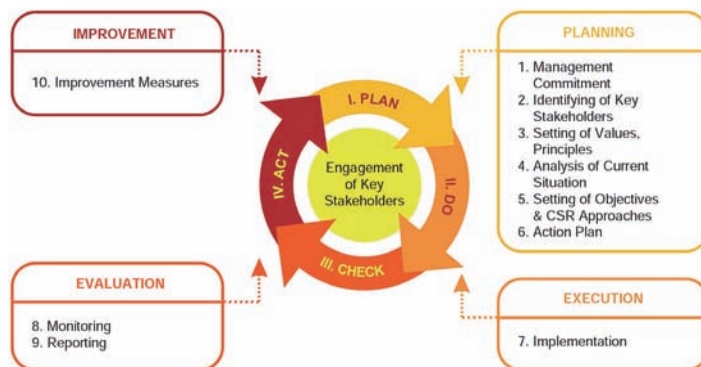 IMPROVEMENT
10. Improvement Measures
PLANNING
1. Management
Commitment
2. Identifying of Key
Stakeholders
3. Setting of Values,
Principles
4. Analysis of Current
Situation
5. Setting of Objectives
& CSR Approaches
6. Action Plan
I. PLAN
II. DO
III. CHECK
IV. ACT
Engagement
of Key
Stakeholders
EVALUATION
8. Monitoring
9. Reporting
EXECUTION
7. Implementation